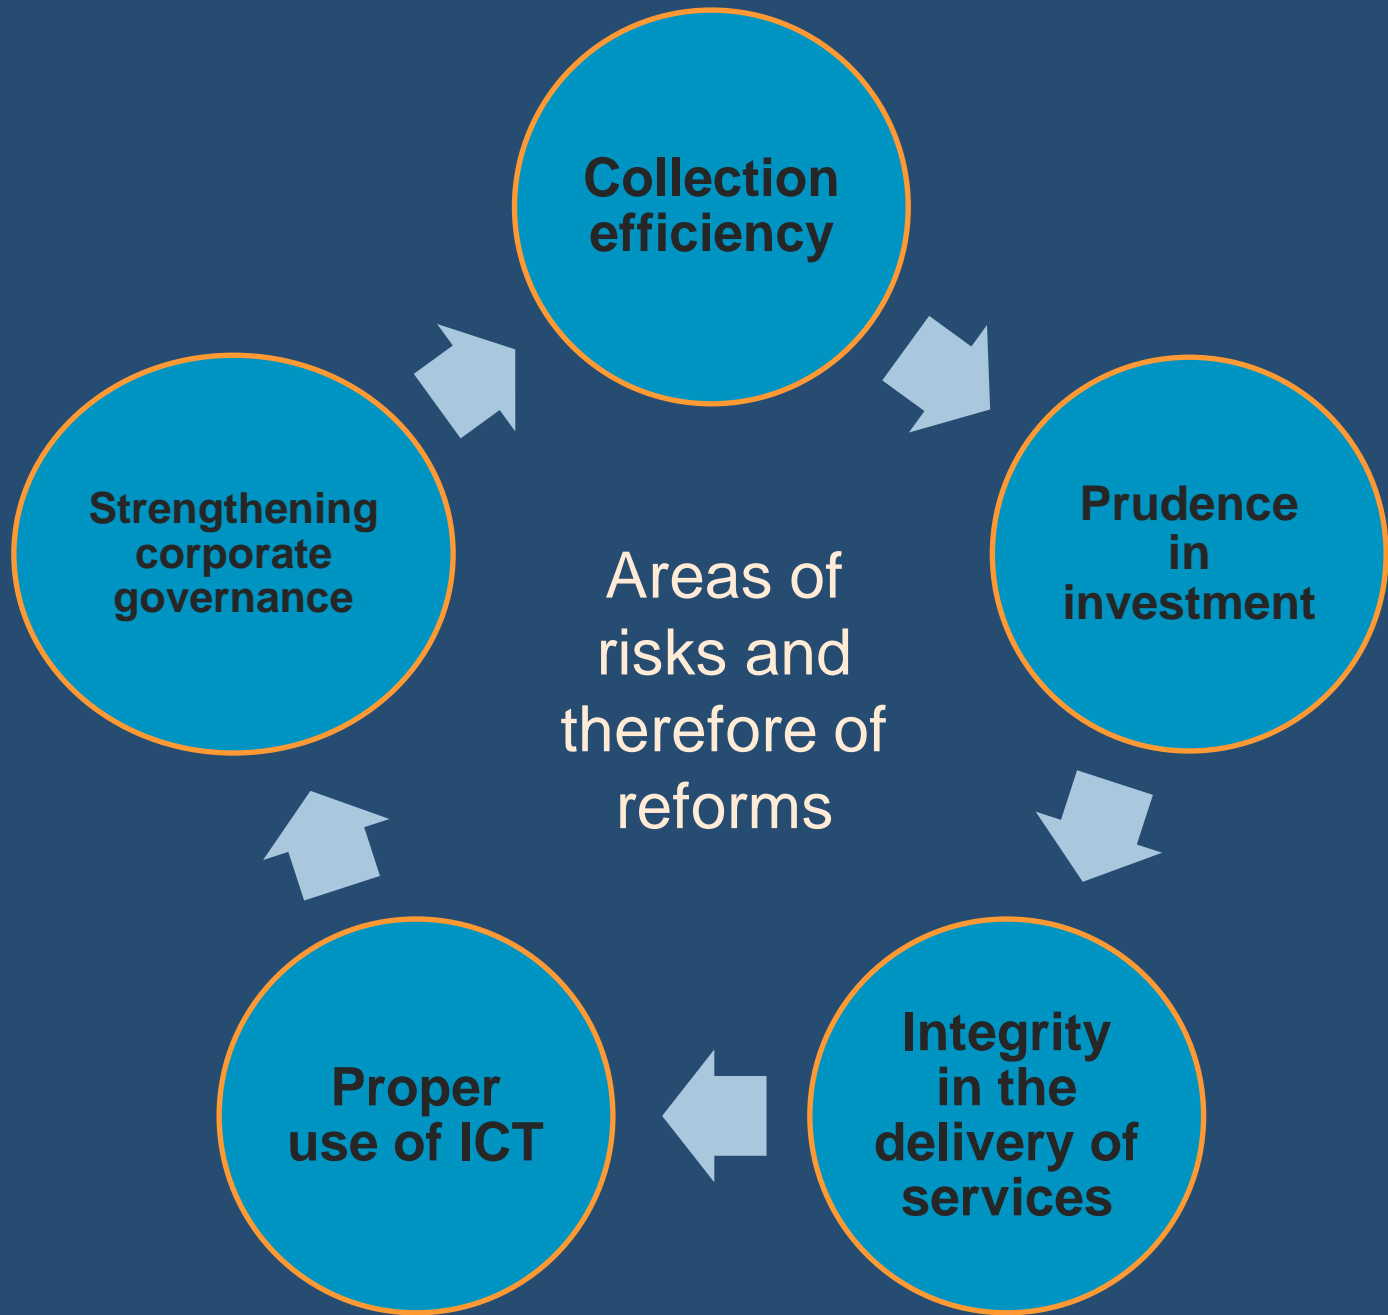 Collection
efficiency
Prudence
in
investment
Integrity
in the
delivery of
services
Proper
use of ICT
Strengthening
corporate
governance
Areas of
risks and
therefore of
reforms